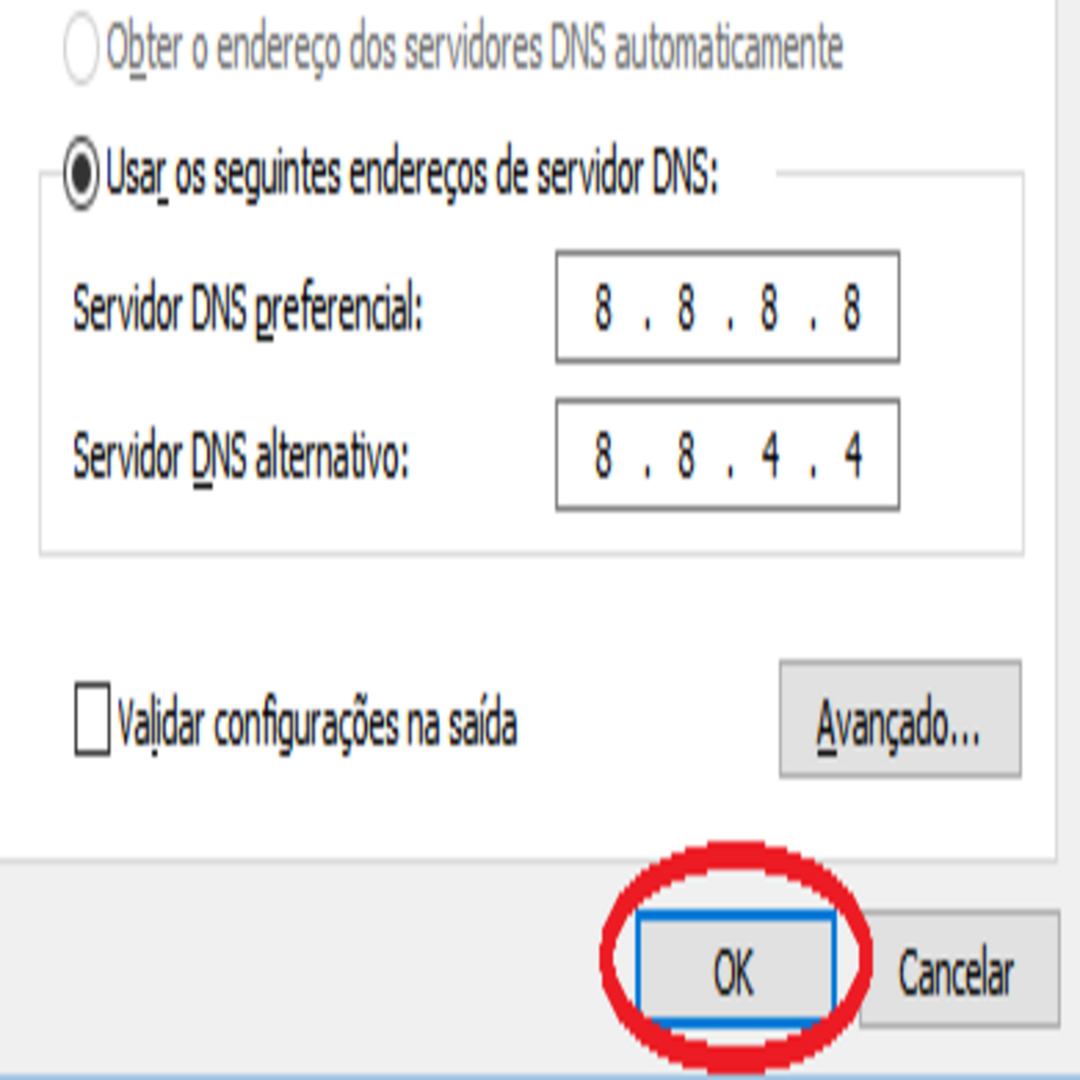 Obter o endereço dos servidores DNS automaticamente
Usar os seguintes endereços de servidor DNS:
Servidor DNS preferencial: 8 . 8 . 8 . 8
Servidor DNS alternativo: 8 . 8 . 4 . 4
Validar configurações na saída Avançado...
OK Cancelar